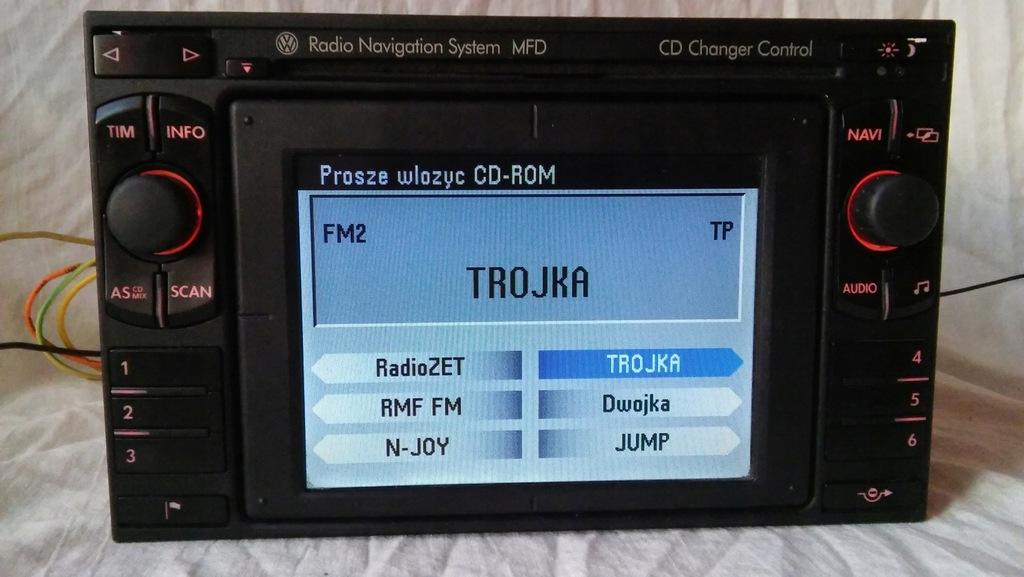 Radio Navigation System MFD
CD Changer Control
TIM
INFO
AS CD MIX
SCAN
1
2
3
NAVI
AUDIO
4
5
6
Prosze wlozyc CD-ROM
FM2
TP
TROJKA
RadioZET
TROJKA
RMF FM
Dwojka
N-JOY
JUMP